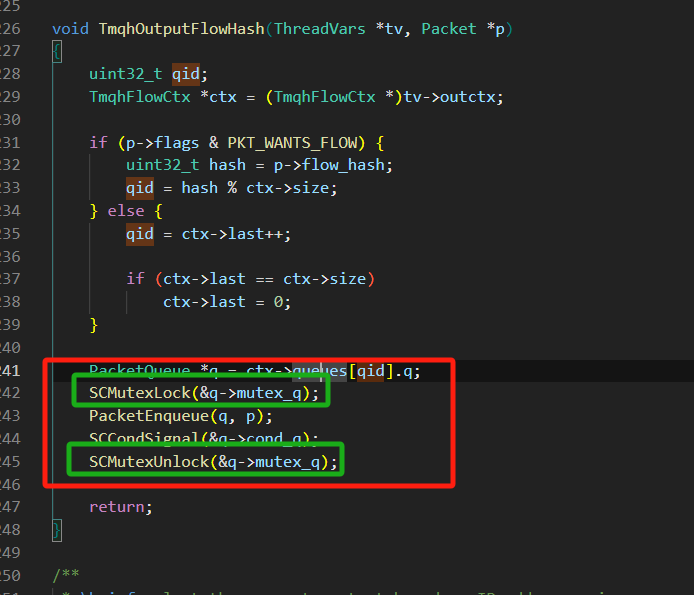 225
226 void TmqhOutputFlowHash(ThreadVars *tv, Packet *p)
227 {
228 uint32_t qid;
229 TmqhFlowCtx *ctx = (TmqhFlowCtx *)tv->outctx;
230
231 if (p->flags & PKT_WANTS_FLOW) {
232 uint32_t hash = p->flow_hash;
233 qid = hash % ctx->size;
234 } else {
235 qid = ctx->last++;
236
237 if (ctx->last == ctx->size)
238 ctx->last = 0;
239 }
240
241 PacketQueue *q = ctx->queues[qid].q;
242 SCMutexLock(&q->mutex_q);
243 PacketEnqueue(q, p);
244 SCCondSignal(&q->cond_q);
245 SCMutexUnlock(&q->mutex_q);
246
247 return;
248 }
249
250 /**